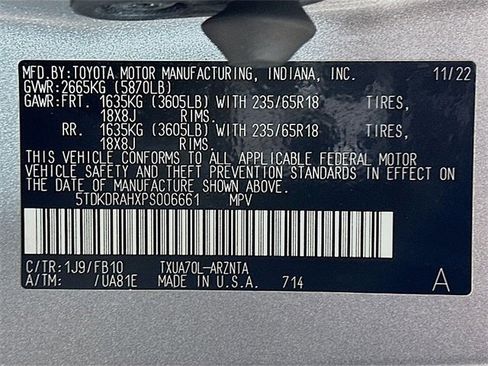 MFD.BY:TOYOTA MOTOR MANUFACTURING, INDIANA, INC. 11/22
GVWR:2665KG (5870LB)
GAWR:FRT. 1635KG (3605LB) WITH 235/65R18 TIRES,
18X8J RIMS.
RR. 1635KG (3605LB) WITH 235/65R18 TIRES,
18X8J RIMS.
THIS VEHICLE CONFORMS TO ALL APPLICABLE FEDERAL MOTOR
VEHICLE SAFETY AND THEFT PREVENTION STANDARDS IN EFFECT ON
THE DATE OF MANUFACTURE SHOWN ABOVE.
5TDKDRAHXPS006661 MPV
C/TR:1J9/FB10 TXUA70L-ARZNTA
A/TM: /UA81E MADE IN U.S.A. 714 A